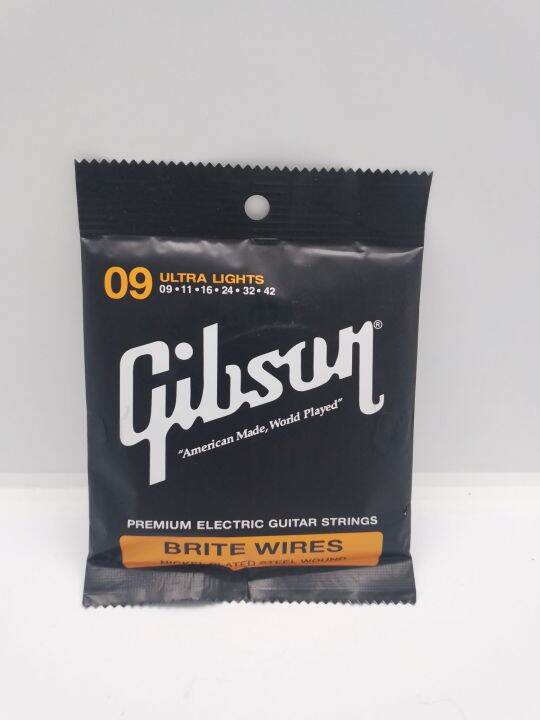 09 ULTRA LIGHTS
09•11•16•24•32•42
Gibson®
"American Made, World Played"
PREMIUM ELECTRIC GUITAR STRINGS
BRITE WIRES
NICKEL PLATED STEEL WOUND